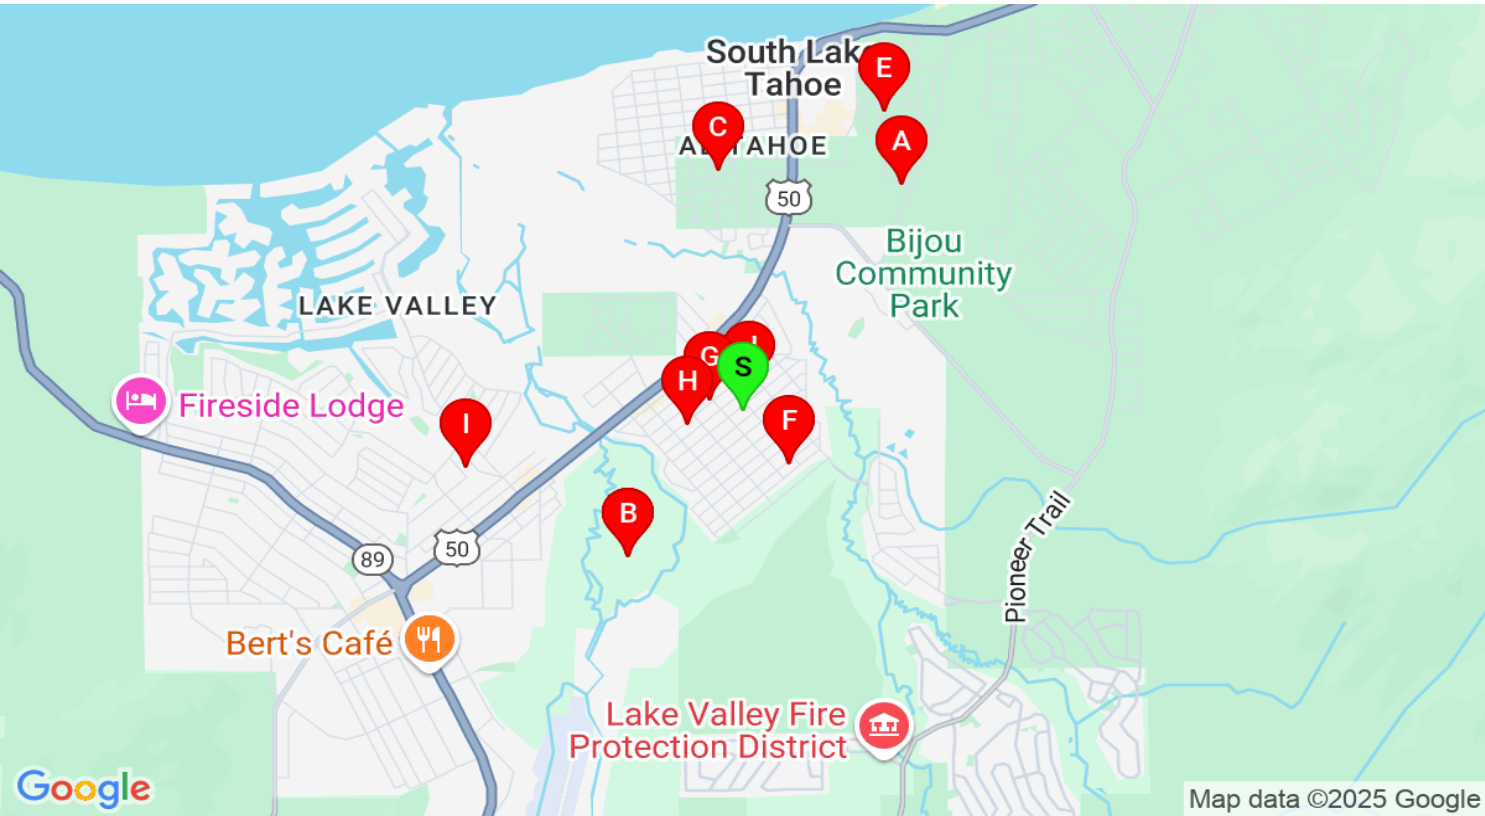 South Lake
Tahoe
E
C
A
AL TAHOE
50
Bijou
Community
Park
LAKE VALLEY
G
J
S
H
Fireside Lodge
F
I
B
50
89
Pioneer Trail
Bert's Café
Lake Valley Fire
Protection District
Google
Map data ©2025 Google